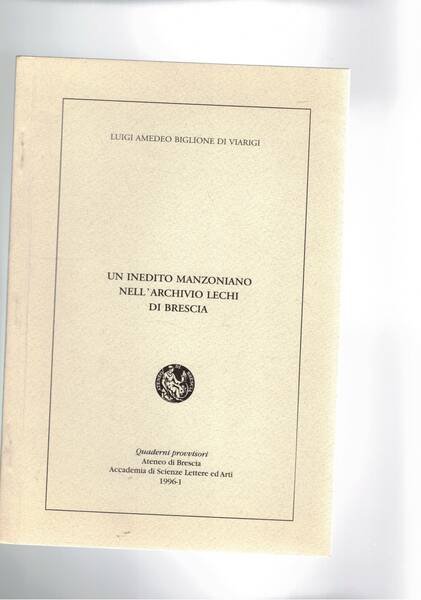 LUIGI AMEDEO BIGLIONE DI VIARIGI
UN INEDITO MANZONIANO
NELL'ARCHIVIO LECHI
DI BRESCIA
Quaderni provvisori
Ateneo di Brescia
Accademia di Scienze Lettere ed Arti
1996-I